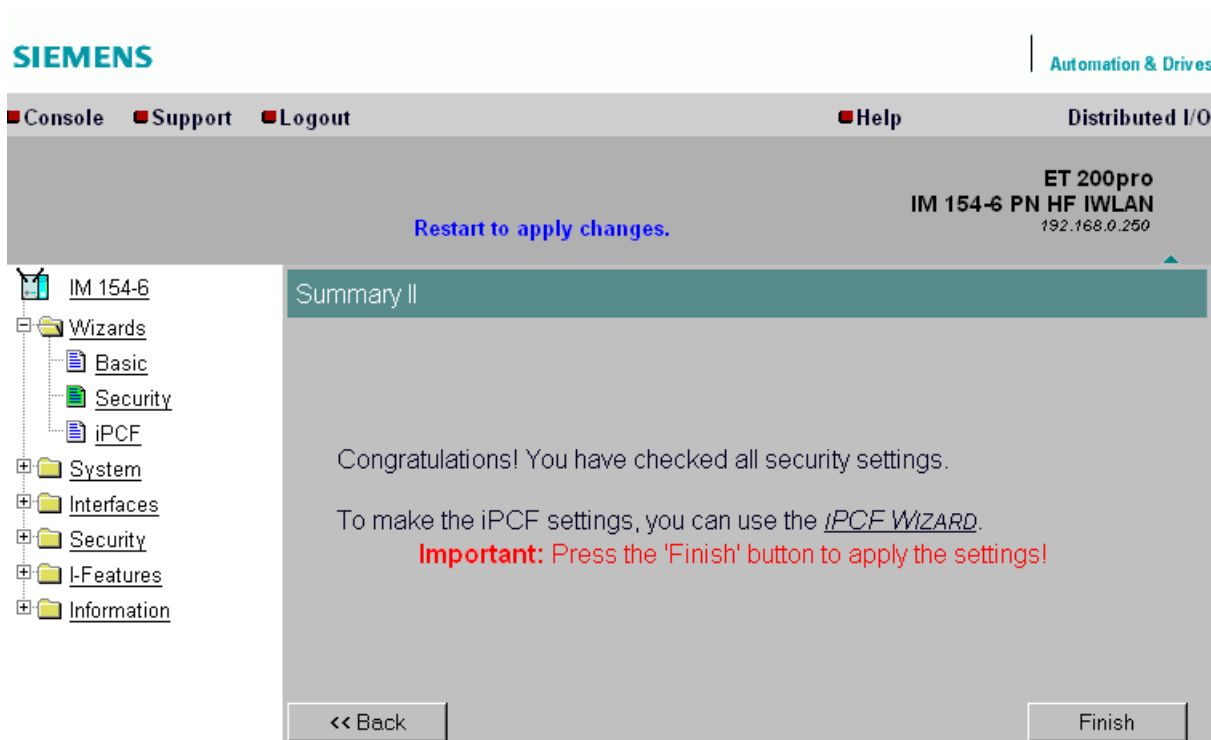 SIEMENS
Automation & Drives
Console Support Logout Help Distributed I/O
ET 200pro
IM 154-6 PN HF IWLAN
192.168.0.250
Restart to apply changes.
IM 154-6
Wizards
Basic
Security
iPCF
System
Interfaces
Security
I-Features
Information
Summary II
Congratulations! You have checked all security settings.
To make the iPCF settings, you can use the iPCF WIZARD.
Important: Press the 'Finish' button to apply the settings!
<< Back
Finish